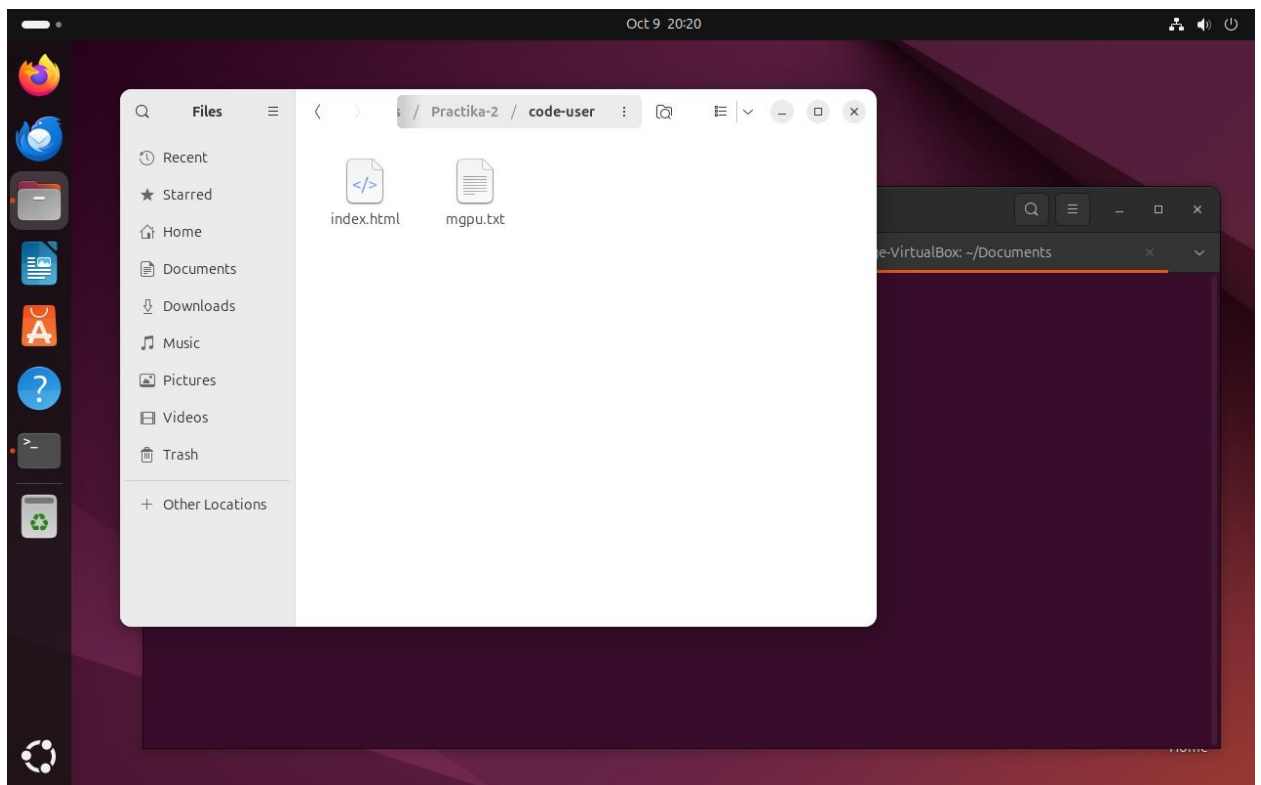 Oct 9 20:20
Files
/ Practika-2 / code-user
Recent
Starred
Home
Documents
Downloads
Music
Pictures
Videos
Trash
+ Other Locations
index.html
mgpu.txt
e-VirtualBox: ~/Documents
Home